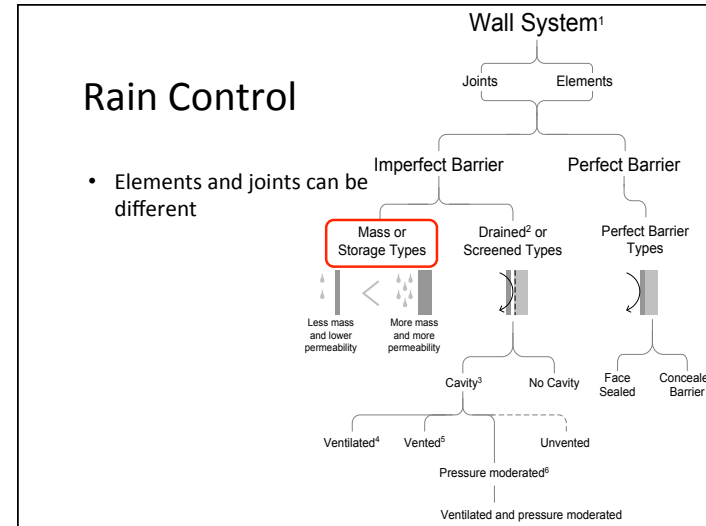 Rain Control
• Elements and joints can be
different
Wall System¹
Joints
Elements
Imperfect Barrier
Perfect Barrier
Mass or
Storage Types
Drained² or
Screened Types
Perfect Barrier
Types
<
Less mass
and lower
permeability
More mass
and more
permeability
Cavity³
No Cavity
Face
Sealed
Conceale
Barrier
Ventilated⁴
Vented⁵
Unvented
Pressure moderated⁶
Ventilated and pressure moderated